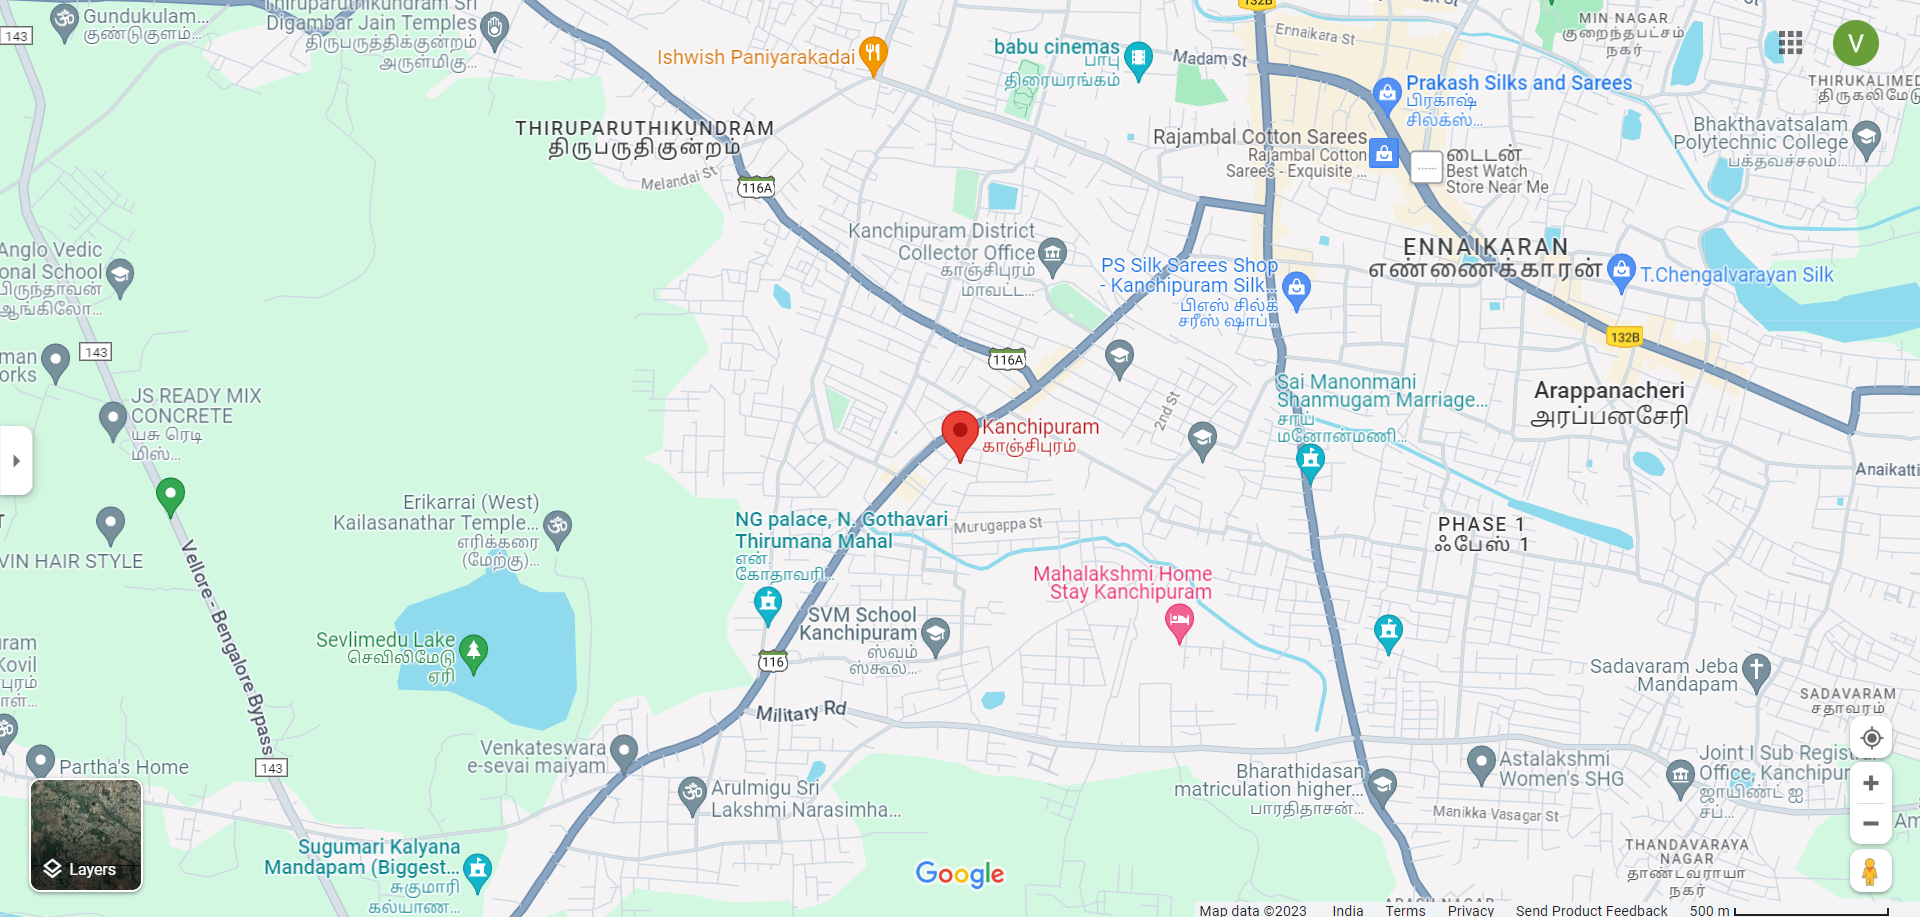 Gundukulam...
குண்டுகுளம்...
143
Thiruparuthikundram Sri
Digambar Jain Temples
திருபருத்திக்குன்றம்
அருள்மிகு...
Ishwish Paniyarakadai
babu cinemas
பாபு
திரையரங்கம்
Madam St
132B
Ennaikara St
MIN NAGAR
குறைந்தபட்சம்
நகர்
V
Prakash Silks and Sarees
பிரகாஷ்
சில்க்ஸ்...
THIRUKALIMED
திருகலிமேடு
THIRUPARUTHIKUNDRAM
திருபருதிகுன்றம்
Melandai St
116A
Rajambal Cotton Sarees
Rajambal Cotton
Sarees - Exquisite ...
டைடன்
Best Watch
Store Near Me
Bhakthavatsalam
Polytechnic College
பக்தவச்சலம்...
Kanchipuram District
Collector Office
காஞ்சிபுரம்
மாவட்ட...
PS Silk Sarees Shop
- Kanchipuram Silk...
பிஎஸ் சில்க்
சரீஸ் ஷாப்...
ENNAIKARAN
எண்ணைக்காரன்
T.Chengalvarayan Silk
132B
Anglo Vedic
onal School
பிருந்தாவன்
ஆங்கிலோ...
man
orks
143
116A
JS READY MIX
CONCRETE
யசு ரெடி
மிஸ்...
Sai Manonmani
Shanmugam Marriage...
சாய்
மனோன்மணி...
Arappanacheri
அரப்பனசேரி
2nd St
Kanchipuram
காஞ்சிபுரம்
Anaikatti
Erikarrai (West)
Kailasanathar Temple...
எரிக்கரை
(மேற்கு)...
VIN HAIR STYLE
NG palace, N. Gothavari
Thirumana Mahal
என்.
கோதாவரி...
Murugappa St
PHASE 1
ஃபேஸ் 1
Vellore - Bengalore Bypass
Mahalakshmi Home
Stay Kanchipuram
SVM School
Kanchipuram
ஸ்வம்
ஸ்கூல்...
Sevlimedu Lake
செவிலிமேடு
ஏரி
116
uram
Kovil
புரம்
ாள்...
Sadavaram Jeba
Mandapam
SADAVARAM
சதாவரம்
Military Rd
Venkateswara
e-sevai maiyam
Partha's Home
143
Arulmigu Sri
Lakshmi Narasimha...
Bharathidasan
matriculation higher...
பாரதிதாசன்...
Astalakshmi
Women's SHG
Joint I Sub Registr
Office, Kanchipur
ஜாயிண்ட் ஐ
சப்...
Manikka Vasagar St
Am
Layers
Sugumari Kalyana
Mandapam (Biggest...
சுகுமாரி
கல்யாண...
Google
THANDAVARAYA
NAGAR
தாண்டவராயா
நகர்
Map data ©2023 India Terms Privacy Send Product Feedback 500 m